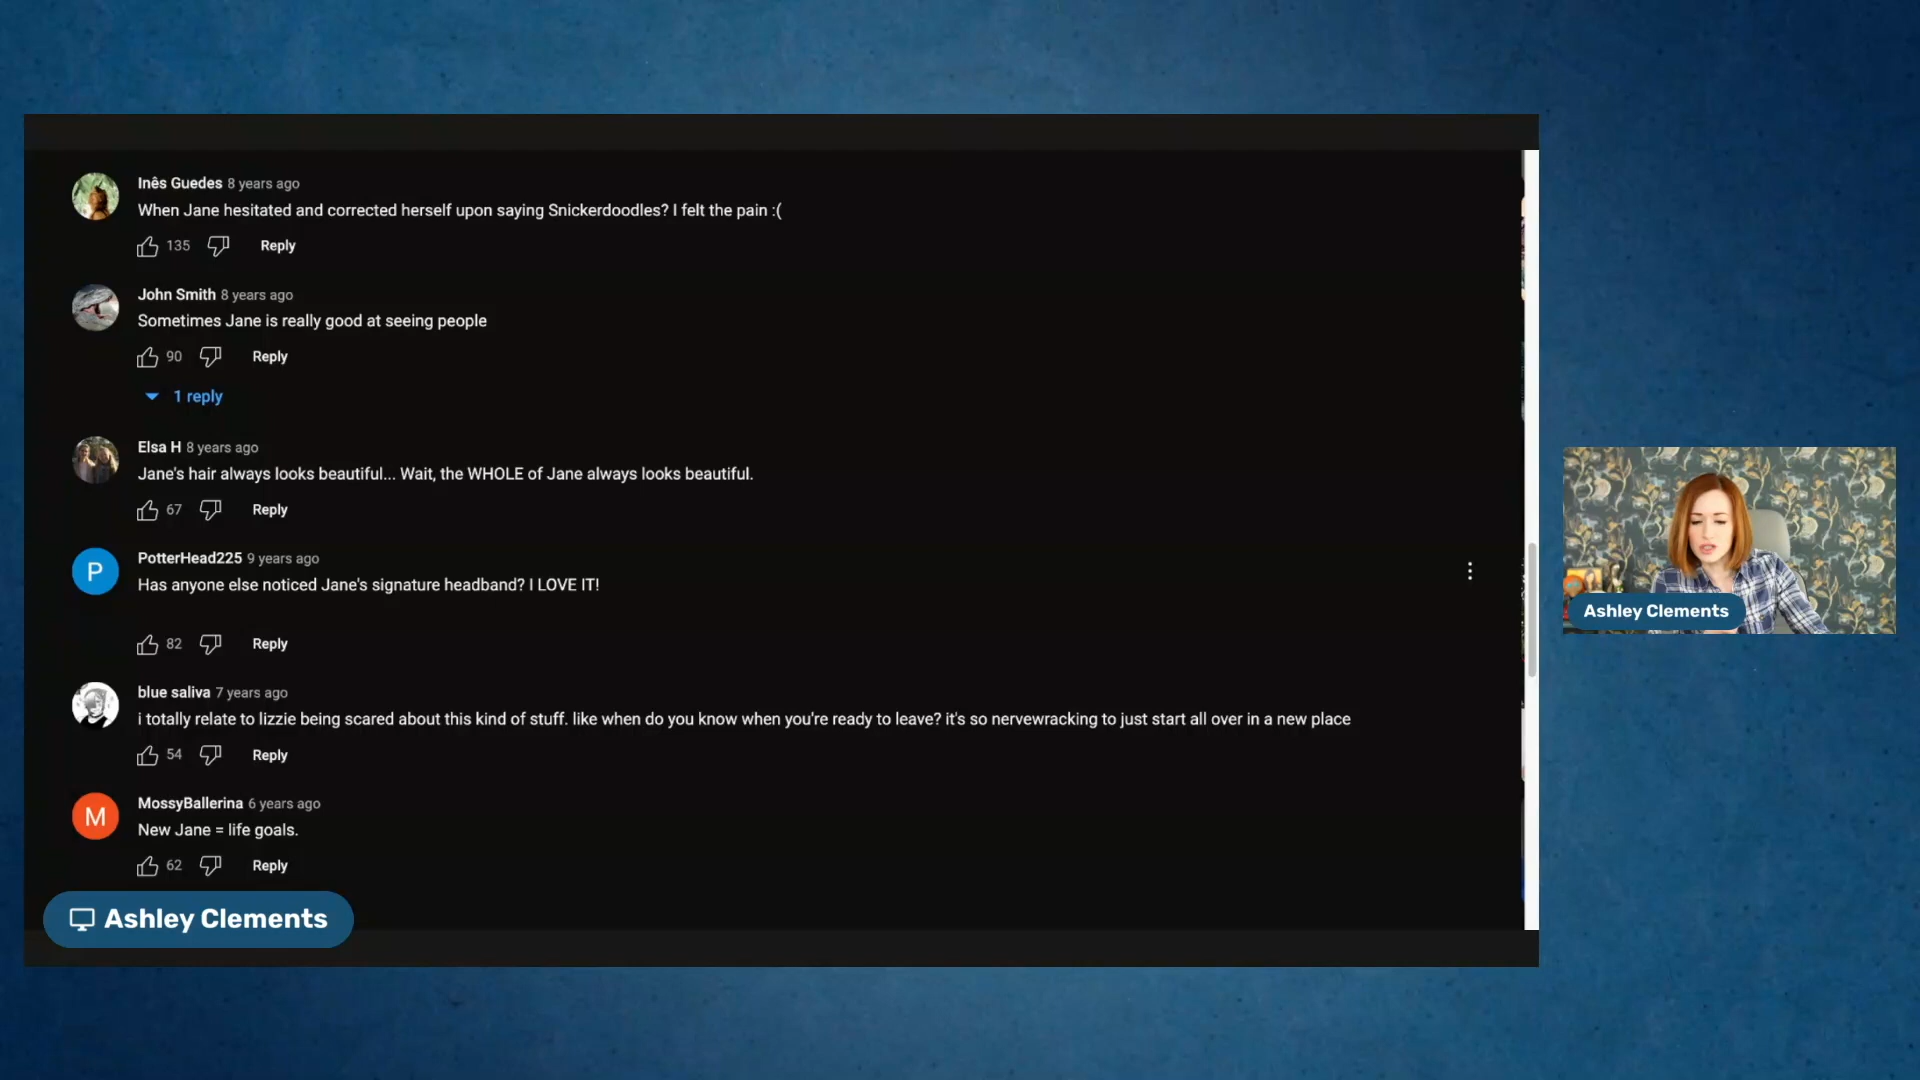 Inês Guedes 8 years ago
When Jane hesitated and corrected herself upon saying Snickerdoodles? I felt the pain :(
135 Reply
John Smith 8 years ago
Sometimes Jane is really good at seeing people
90 Reply
1 reply
Elsa H 8 years ago
Jane's hair always looks beautiful... Wait, the WHOLE of Jane always looks beautiful.
67 Reply
P
PotterHead225 9 years ago
Has anyone else noticed Jane's signature headband? I LOVE IT!
82 Reply
blue saliva 7 years ago
i totally relate to lizzie being scared about this kind of stuff. like when do you know when you're ready to leave? it's so nervewracking to just start all over in a new place
54 Reply
M
MossyBallerina 6 years ago
New Jane = life goals.
62 Reply
Ashley Clements
Ashley Clements